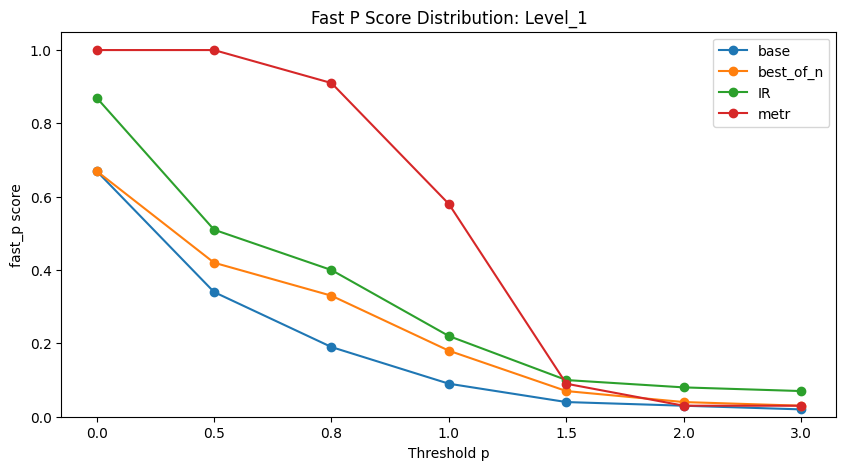 Fast P Score Distribution: Level_1
fast_p score
1.0
0.8
0.6
0.4
0.2
0.0
base
best_of_n
IR
metr
0.0 0.5 0.8 1.0 1.5 2.0 3.0
Threshold p